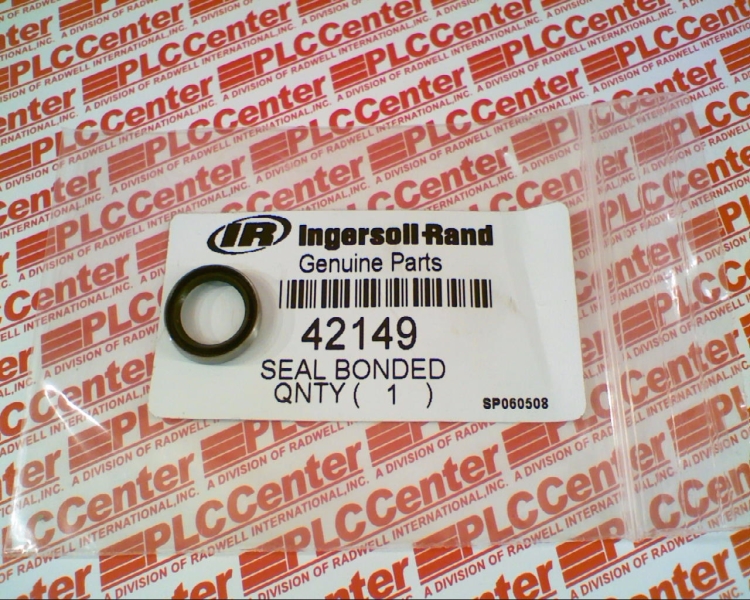 IR Ingersoll-Rand
Genuine Parts
42149
SEAL BONDED
QNTY ( 1 )
SP060508
PLCCenter
A DIVISION OF RADWELL INTERNATIONAL, INC.